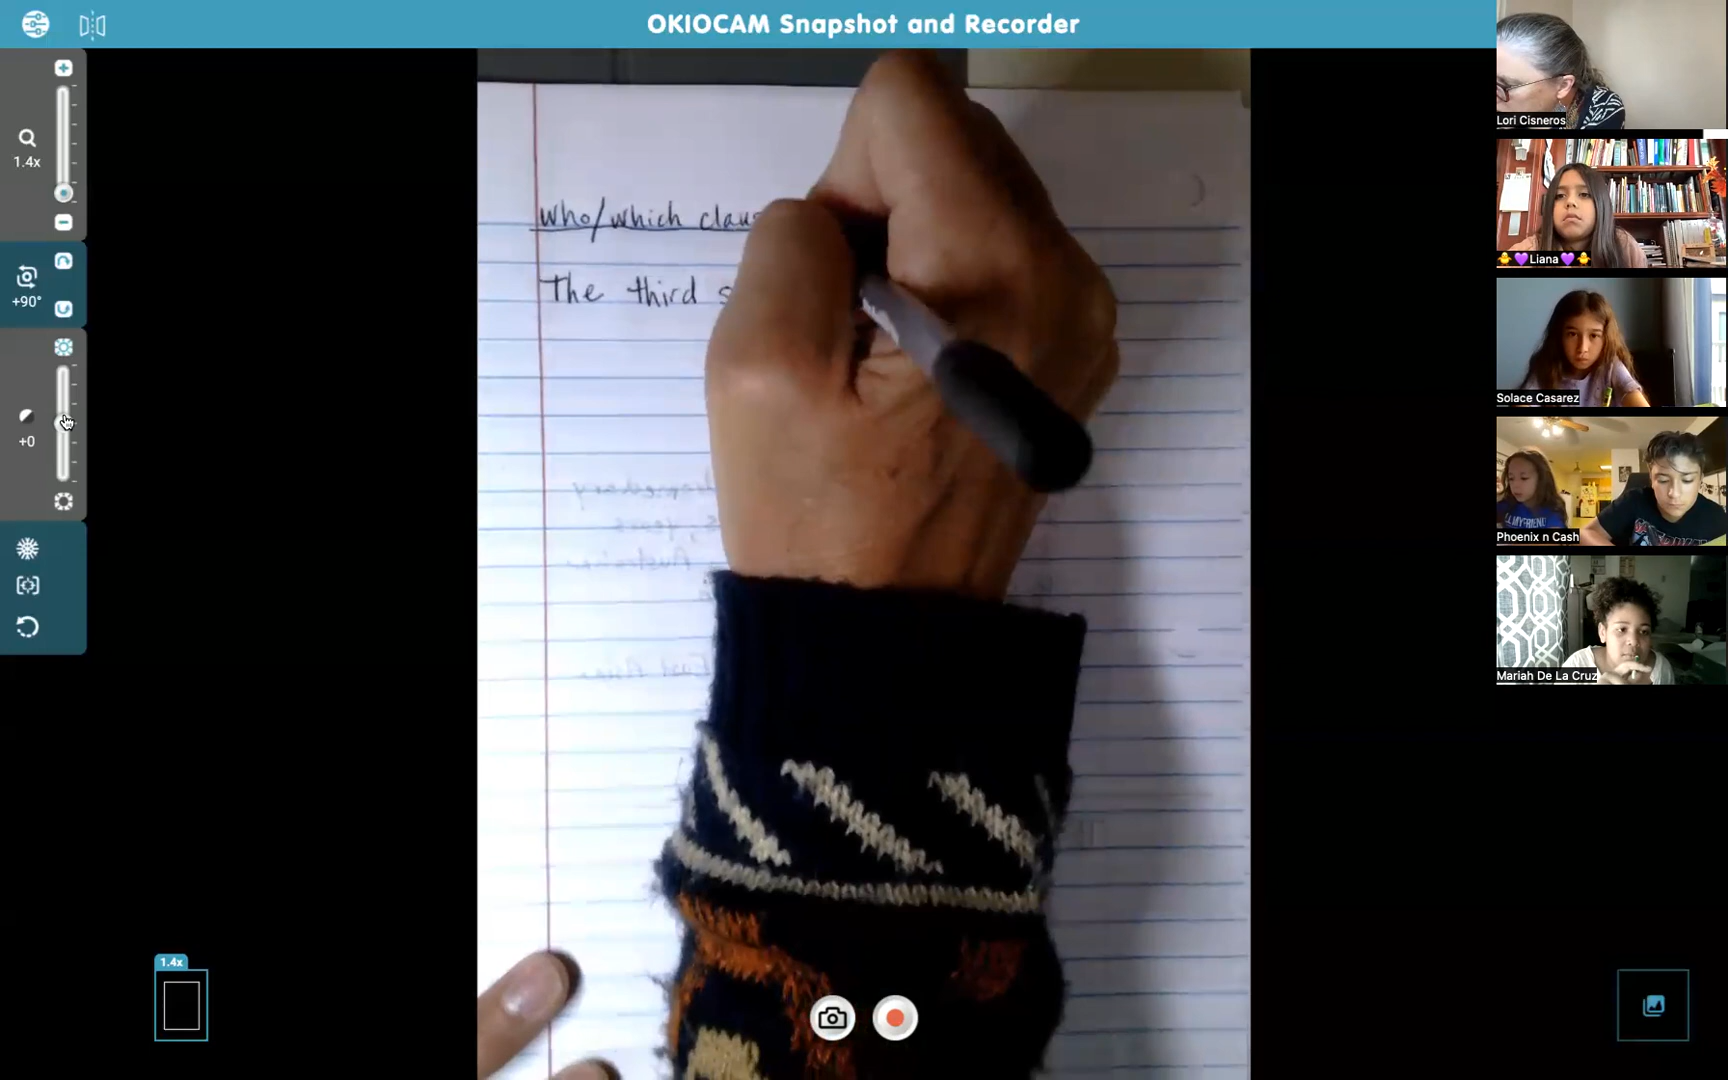 OKIOCAM Snapshot and Recorder
1.4x
+90°
+0
who/which
The third
1.4x
Lori Cisneros
🐥💜Liana💜🐥
Solace Casarez
Phoenix n Cash
Mariah De La Cruz